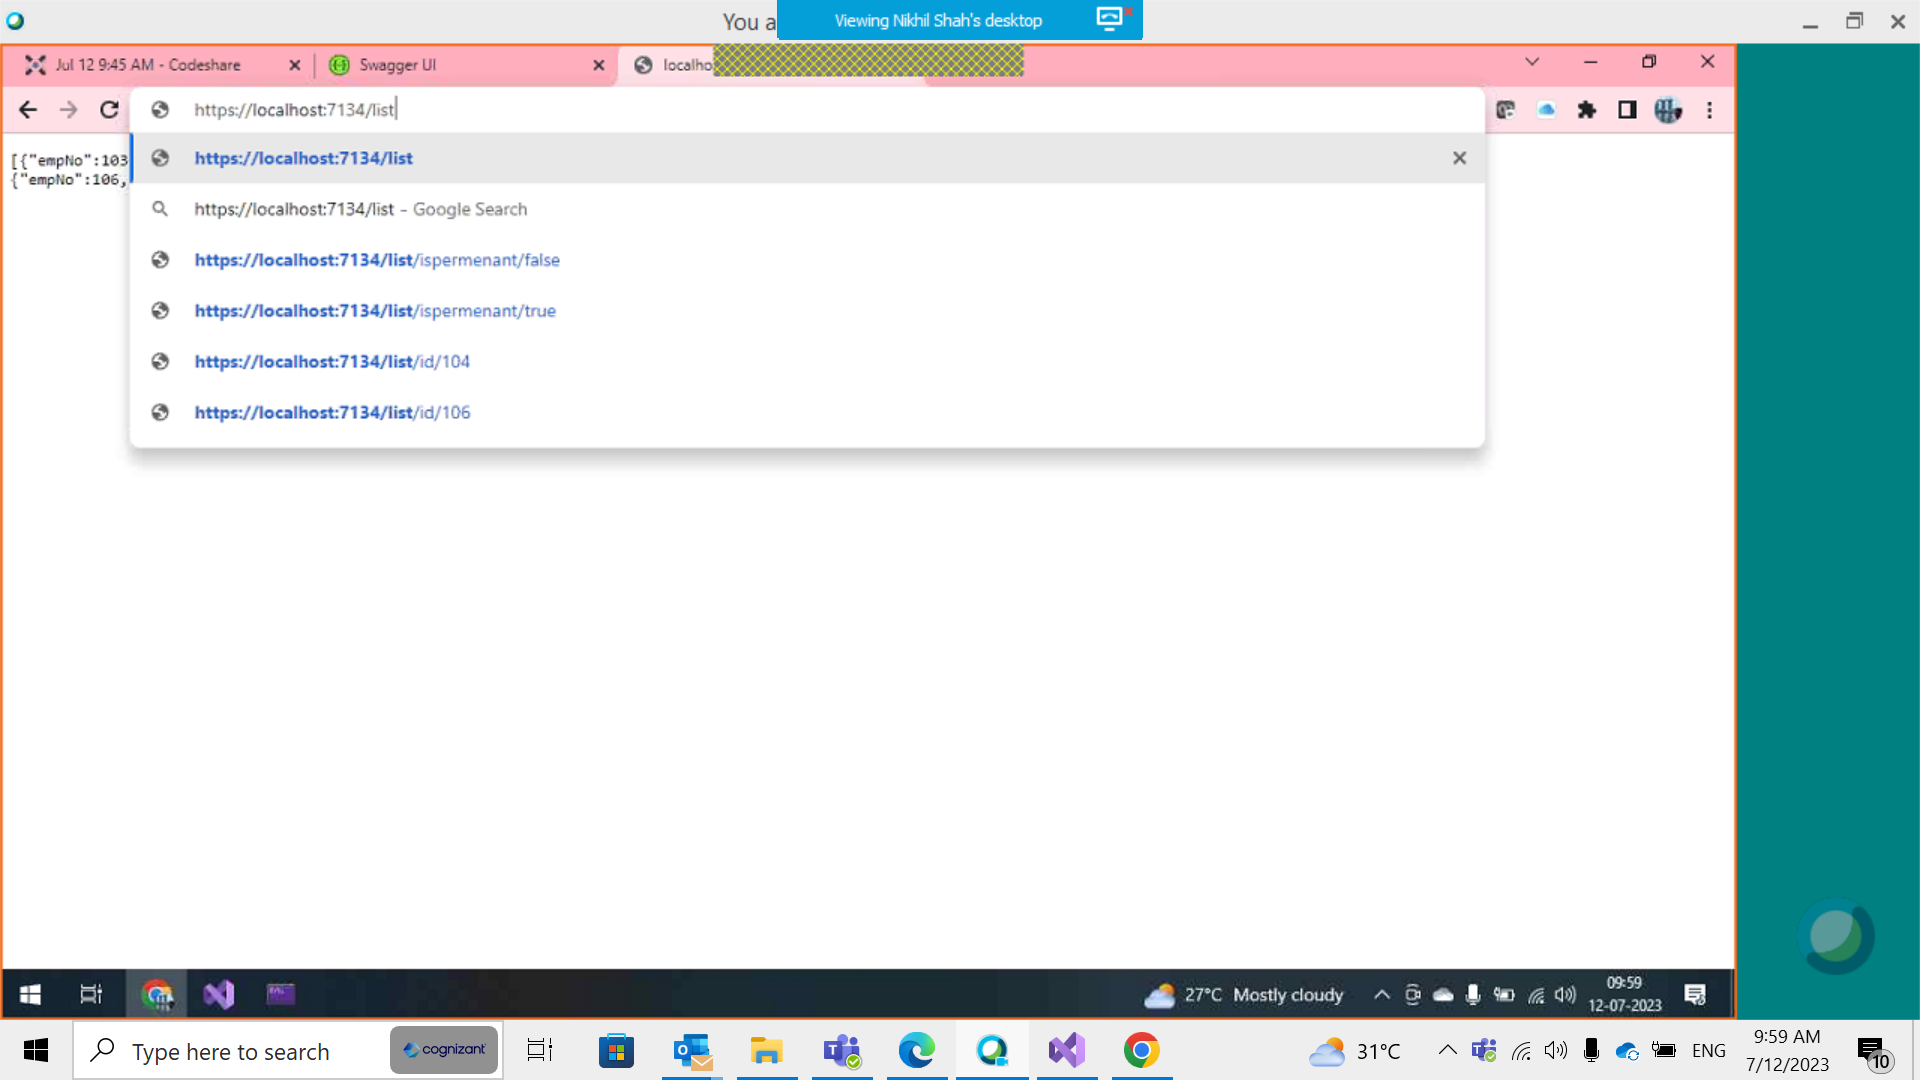 You a
Viewing Nikhil Shah's desktop
Jul 12 9:45 AM - Codeshare
Swagger UI
localho
https://localhost:7134/list
[{"empNo":103
{"empNo":106,
https://localhost:7134/list
https://localhost:7134/list - Google Search
https://localhost:7134/list/ispermenant/false
https://localhost:7134/list/ispermenant/true
https://localhost:7134/list/id/104
https://localhost:7134/list/id/106
27°C Mostly cloudy
09:59
12-07-2023
Type here to search
cognizant
31°C
ENG
9:59 AM
7/12/2023
10